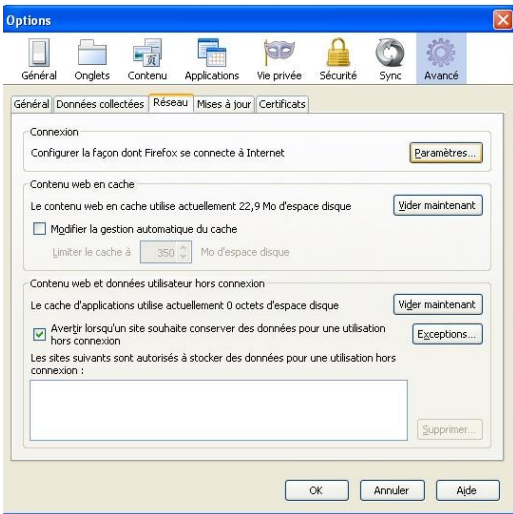 Options
Général Onglets Contenu Applications Vie privée Sécurité Sync Avancé
Général Données collectées Réseau Mises à jour Certificats
Connexion
Configurer la façon dont Firefox se connecte à Internet Paramètres...
Contenu web en cache
Le contenu web en cache utilise actuellement 22,9 Mo d'espace disque Vider maintenant
Modifier la gestion automatique du cache
Limiter le cache à 350 Mo d'espace disque
Contenu web et données utilisateur hors connexion
Le cache d'applications utilise actuellement 0 octets d'espace disque Vider maintenant
Avertir lorsqu'un site souhaite conserver des données pour une utilisation
hors connexion Exceptions...
Les sites suivants sont autorisés à stocker des données pour une utilisation hors
connexion :
Supprimer...
OK Annuler Aide